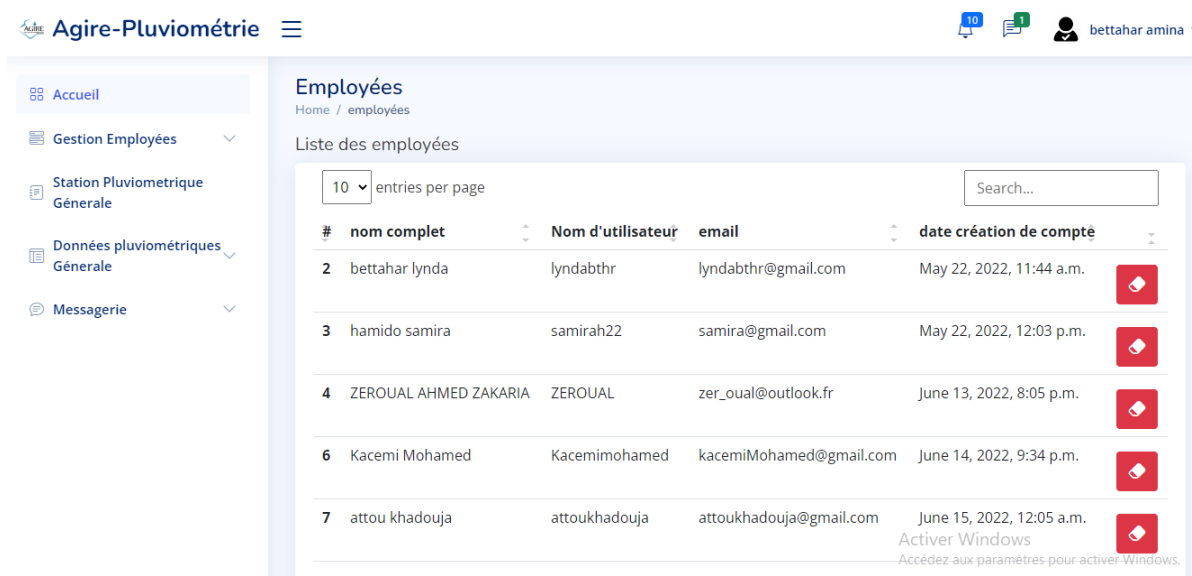 AGIRE Agire-Pluviométrie
10
1
bettahar amina
Accueil
Gestion Employées
Station Pluviometrique
Génerale
Données pluviométriques
Génerale
Messagerie
Employées
Home / employées
Liste des employées
10 entries per page
Search...
# nom complet Nom d'utilisateur email date création de compte
2 bettahar lynda lyndabthr lyndabthr@gmail.com May 22, 2022, 11:44 a.m.
3 hamido samira samirah22 samira@gmail.com May 22, 2022, 12:03 p.m.
4 ZEROUAL AHMED ZAKARIA ZEROUAL zer_oual@outlook.fr June 13, 2022, 8:05 p.m.
6 Kacemi Mohamed Kacemimohamed kacemiMohamed@gmail.com June 14, 2022, 9:34 p.m.
7 attou khadouja attoukhadouja attoukhadouja@gmail.com June 15, 2022, 12:05 a.m.
Activer Windows
Accédez aux paramètres pour activer Windows.